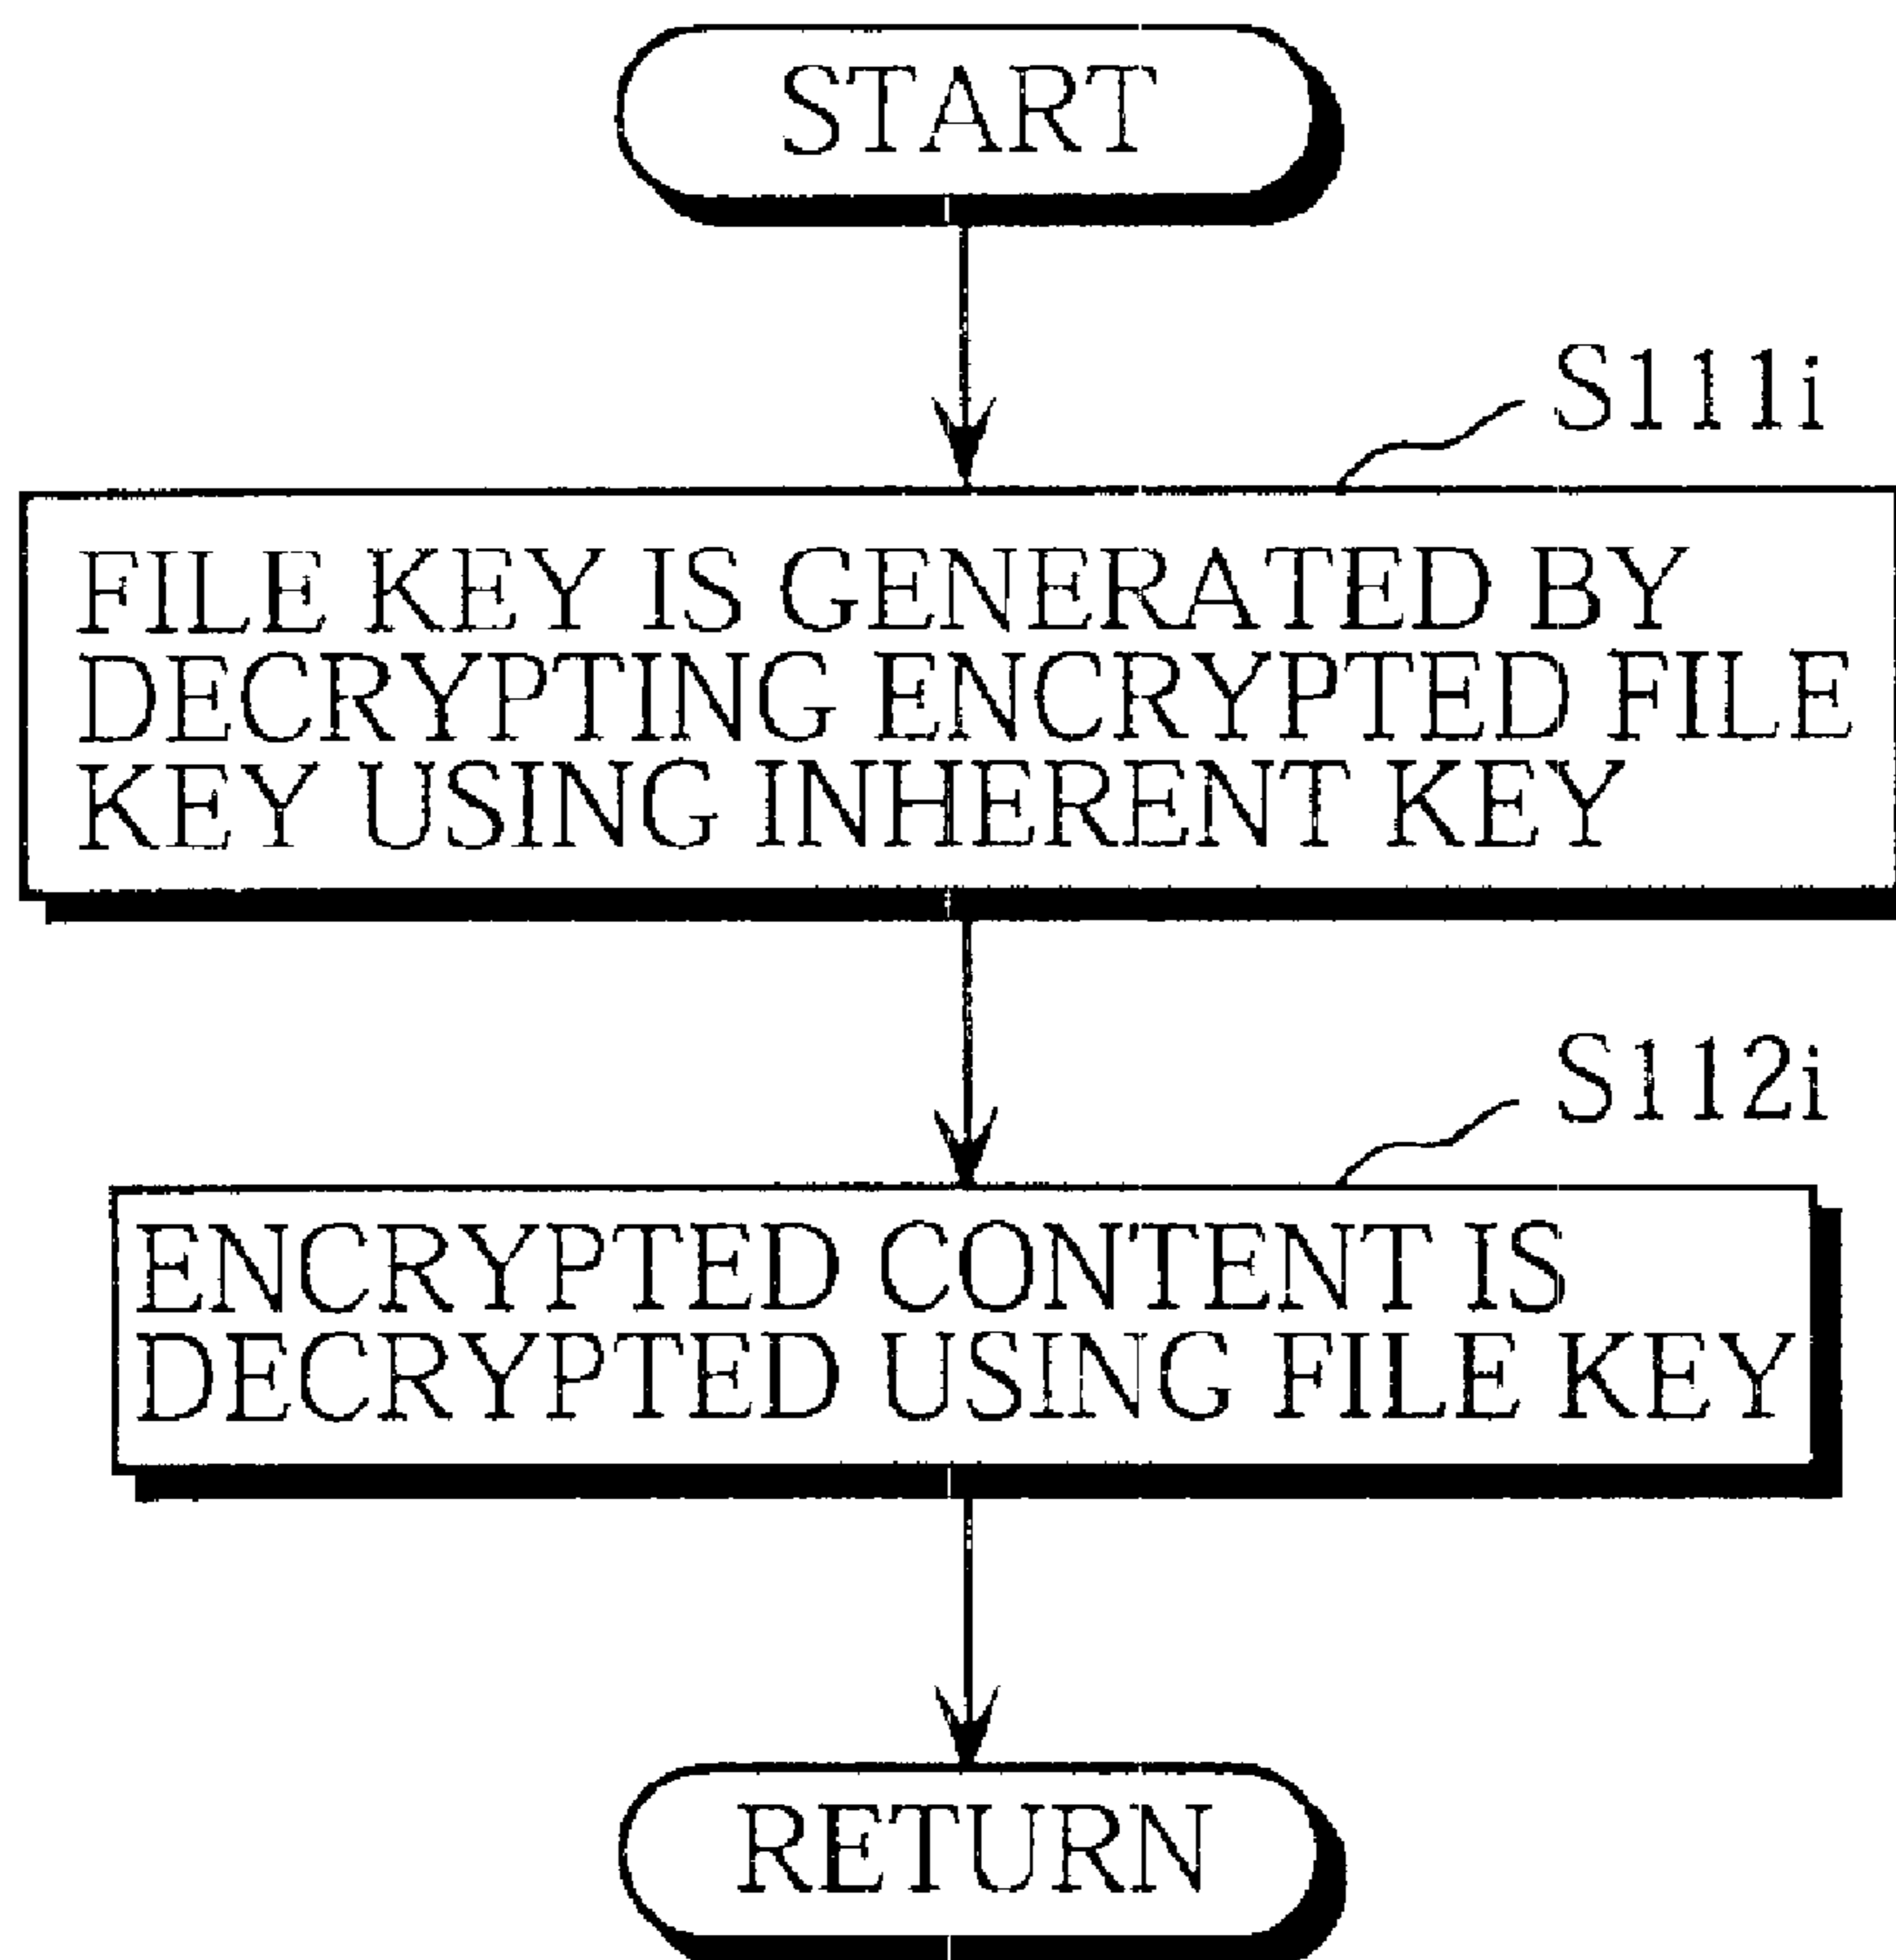 START
S111i
FILE KEY IS GENERATED BY
DECRYPTING ENCRYPTED FILE
KEY USING INHERENT KEY
S112i
ENCRYPTED CONTENT IS
DECRYPTED USING FILE KEY
RETURN